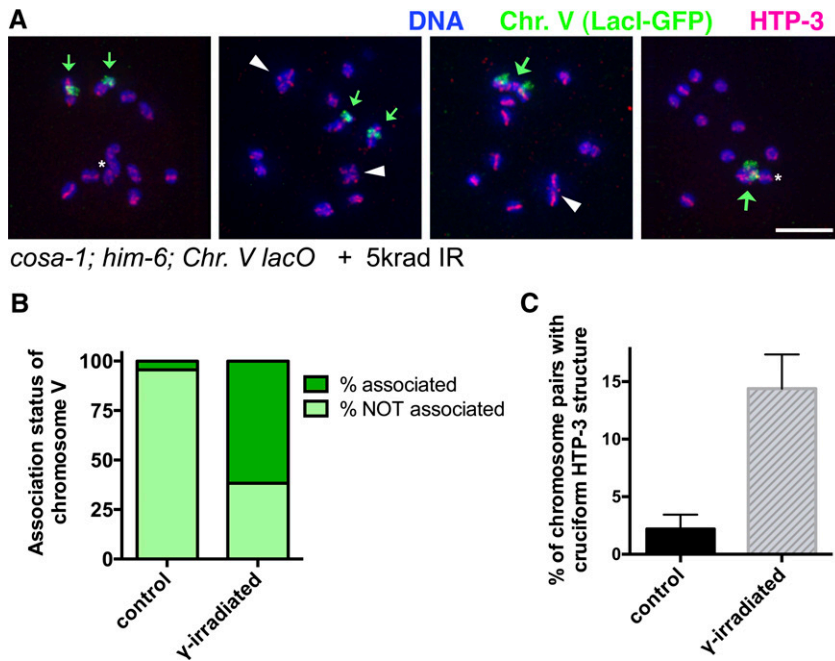 A
DNA Chr. V (LacI-GFP) HTP-3
*
*
cosa-1; him-6; Chr. V lacO + 5krad IR
B
Association status of
chromosome V
100
75
50
25
0
control
γ-irradiated
% associated
% NOT associated
C
% of chromosome pairs with
cruciform HTP-3 structure
15
10
5
0
control
γ-irradiated